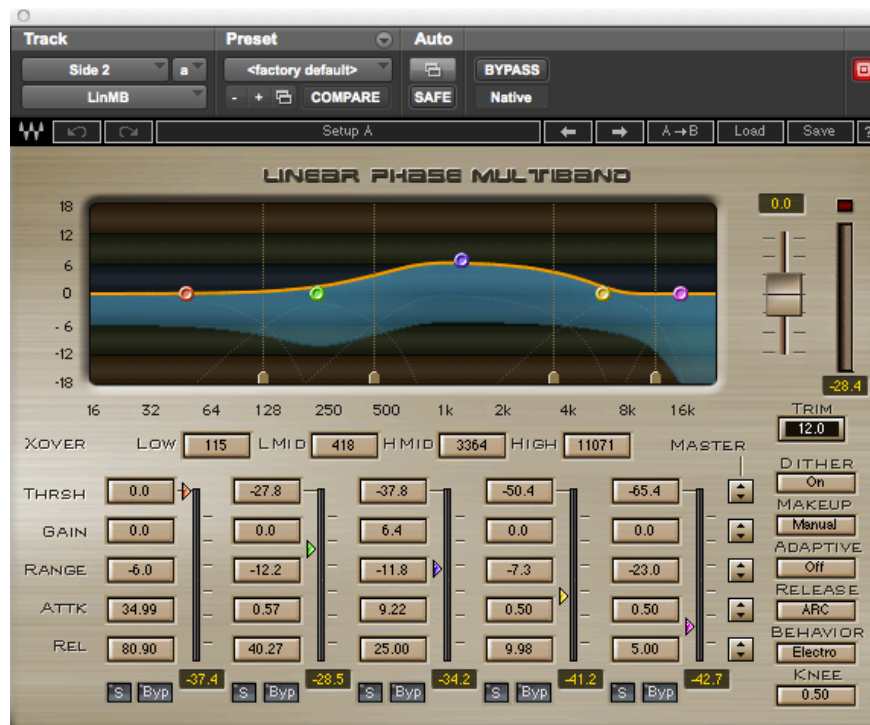 Track Preset Auto
Side 2 a <factory default> BYPASS
LinMB - + COMPARE SAFE Native
Setup A A→B Load Save ?
LINEAR PHASE MULTIBAND
18 0.0
12
6
0
-6
-12
-18 -28.4
16 32 64 128 250 500 1k 2k 4k 8k 16k TRIM
12.0
XOVER LOW 115 LMID 418 HMID 3364 HIGH 11071 MASTER
DITHER
THRSH 0.0 -27.8 -37.8 -50.4 -65.4 On
MAKEUP
GAIN 0.0 0.0 6.4 0.0 0.0 Manual
ADAPTIVE
RANGE -6.0 -12.2 -11.8 -7.3 -23.0 Off
RELEASE
ATTK 34.99 0.57 9.22 0.50 0.50 ARC
BEHAVIOR
REL 80.90 40.27 25.00 9.98 5.00 Electro
-37.4 -28.5 -34.2 -41.2 -42.7 KNEE
S Byp S Byp S Byp S Byp S Byp 0.50